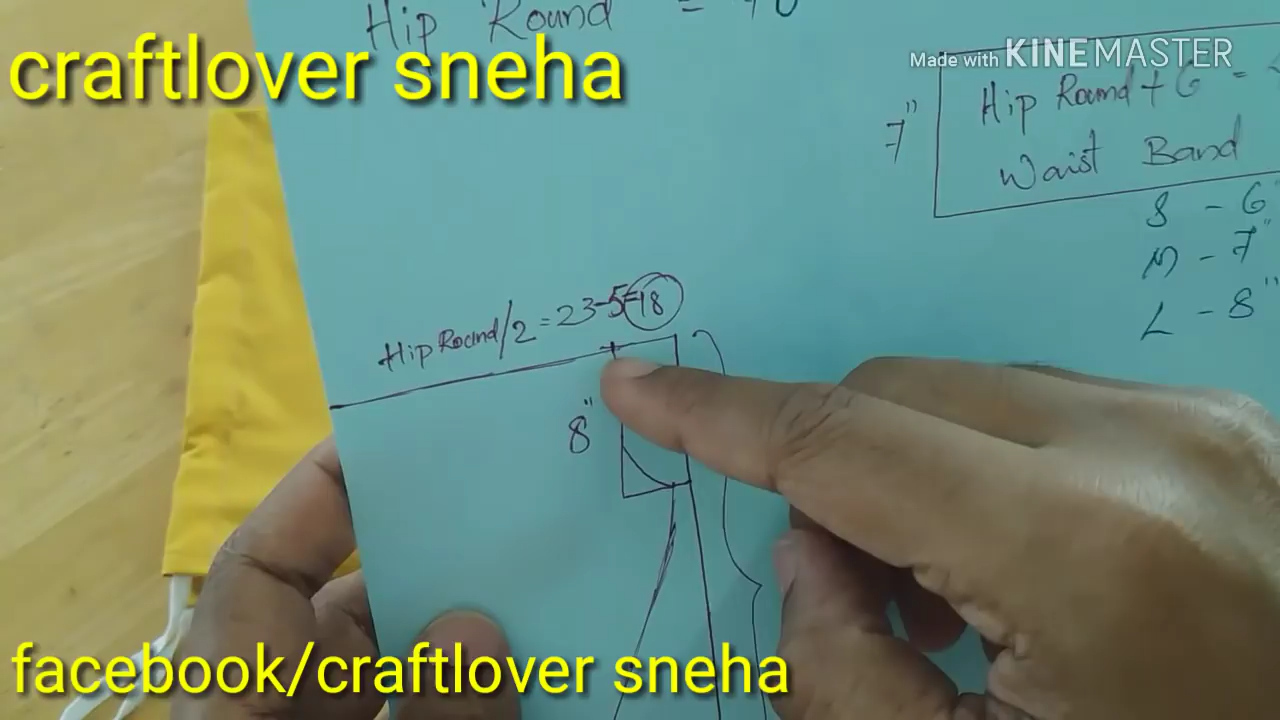 Hip Round =
craftlover sneha
Made with KINEMASTER
Hip Round + 6 =
7"
Waist Band
S - 6"
M - 7"
L - 8"
Hip Round/2 = 23-5=18
8"
facebook/craftlover sneha